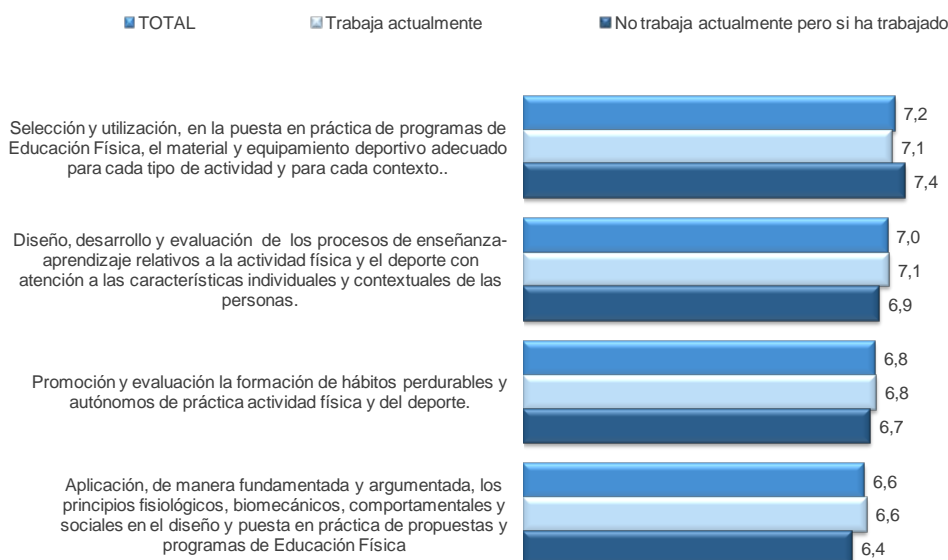 TOTAL
Trabaja actualmente
No trabaja actualmente pero si ha trabajado
Selección y utilización, en la puesta en práctica de programas de
Educación Física, el material y equipamiento deportivo adecuado
para cada tipo de actividad y para cada contexto..
7,2
7,1
7,4
Diseño, desarrollo y evaluación de los procesos de enseñanza-
aprendizaje relativos a la actividad física y el deporte con
atención a las características individuales y contextuales de las
personas.
7,0
7,1
6,9
Promoción y evaluación la formación de hábitos perdurables y
autónomos de práctica actividad física y del deporte.
6,8
6,8
6,7
Aplicación, de manera fundamentada y argumentada, los
principios fisiológicos, biomecánicos, comportamentales y
sociales en el diseño y puesta en práctica de propuestas y
programas de Educación Física
6,6
6,6
6,4